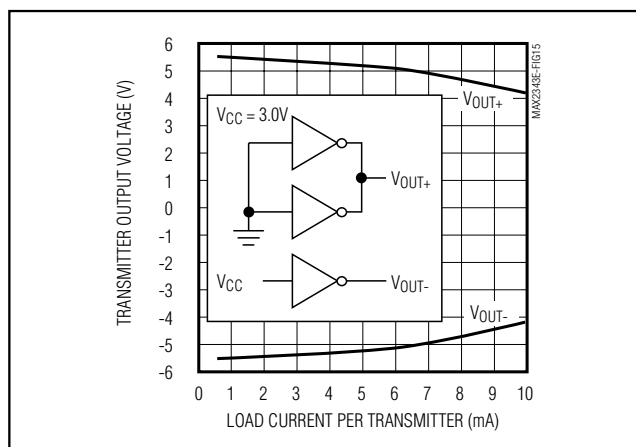 TRANSMITTER OUTPUT VOLTAGE (V)
6
5
4
3
2
1
0
-1
-2
-3
-4
-5
-6
VCC = 3.0V
VOUT+
VCC
VOUT-
VOUT+
VOUT-
MAX2343E-FIG15
0 1 2 3 4 5 6 7 8 9 10
LOAD CURRENT PER TRANSMITTER (mA)